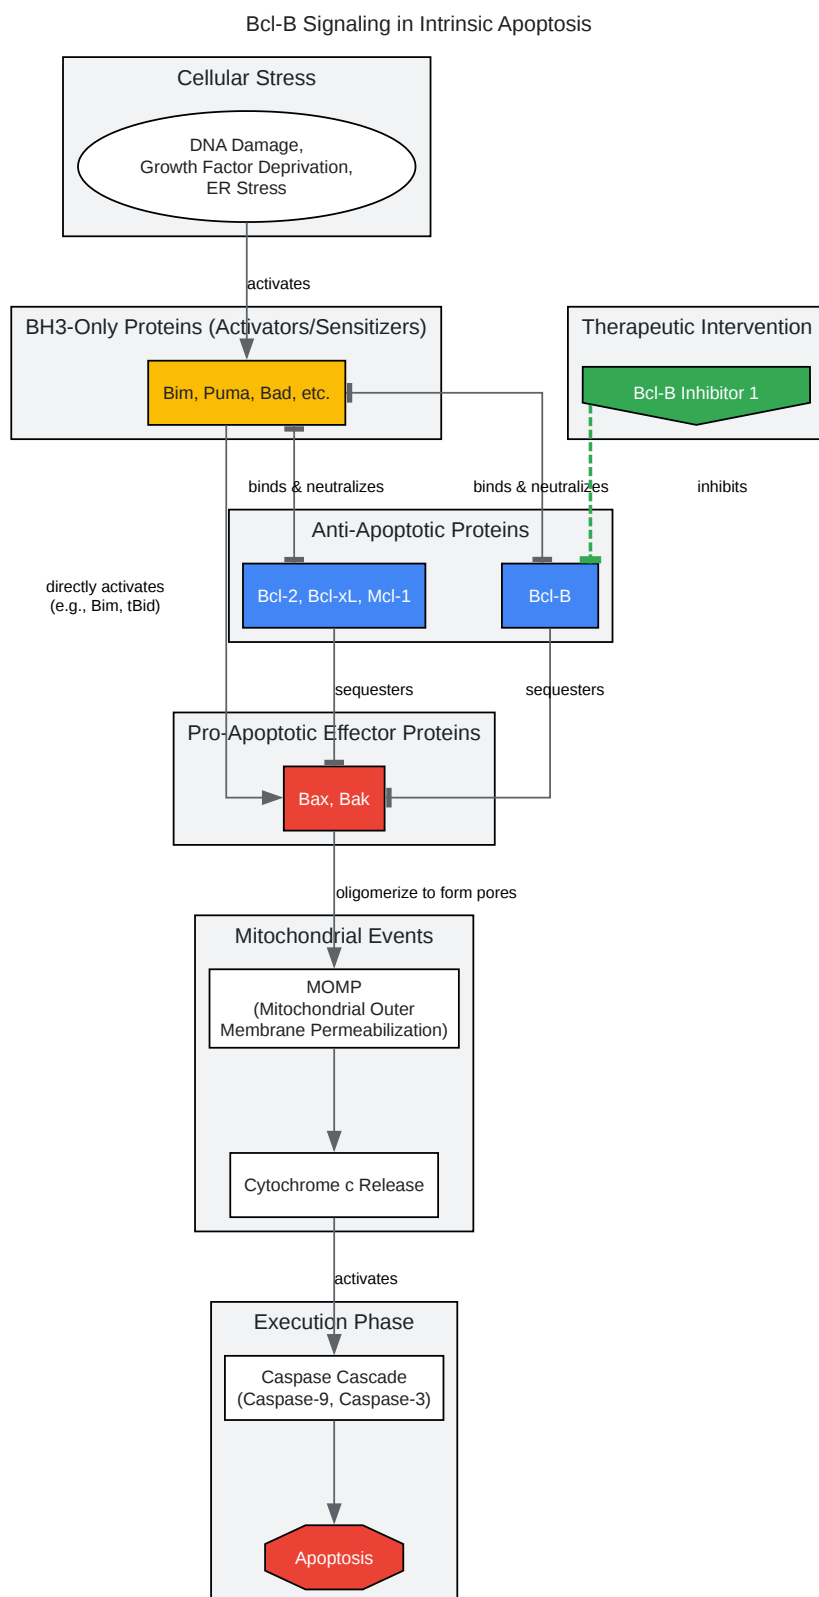 Bcl-B Signaling in Intrinsic Apoptosis
Cellular Stress
DNA Damage,
Growth Factor Deprivation,
ER Stress
activates
BH3-Only Proteins (Activators/Sensitizers)
Therapeutic Intervention
Bim, Puma, Bad, etc.
Bcl-B Inhibitor 1
binds & neutralizes
binds & neutralizes
inhibits
Anti-Apoptotic Proteins
directly activates
(e.g., Bim, tBid)
Bcl-2, Bcl-xL, Mcl-1
Bcl-B
sequesters
sequesters
Pro-Apoptotic Effector Proteins
Bax, Bak
oligomerize to form pores
Mitochondrial Events
MOMP
(Mitochondrial Outer
Membrane Permeabilization)
Cytochrome c Release
activates
Execution Phase
Caspase Cascade
(Caspase-9, Caspase-3)
Apoptosis